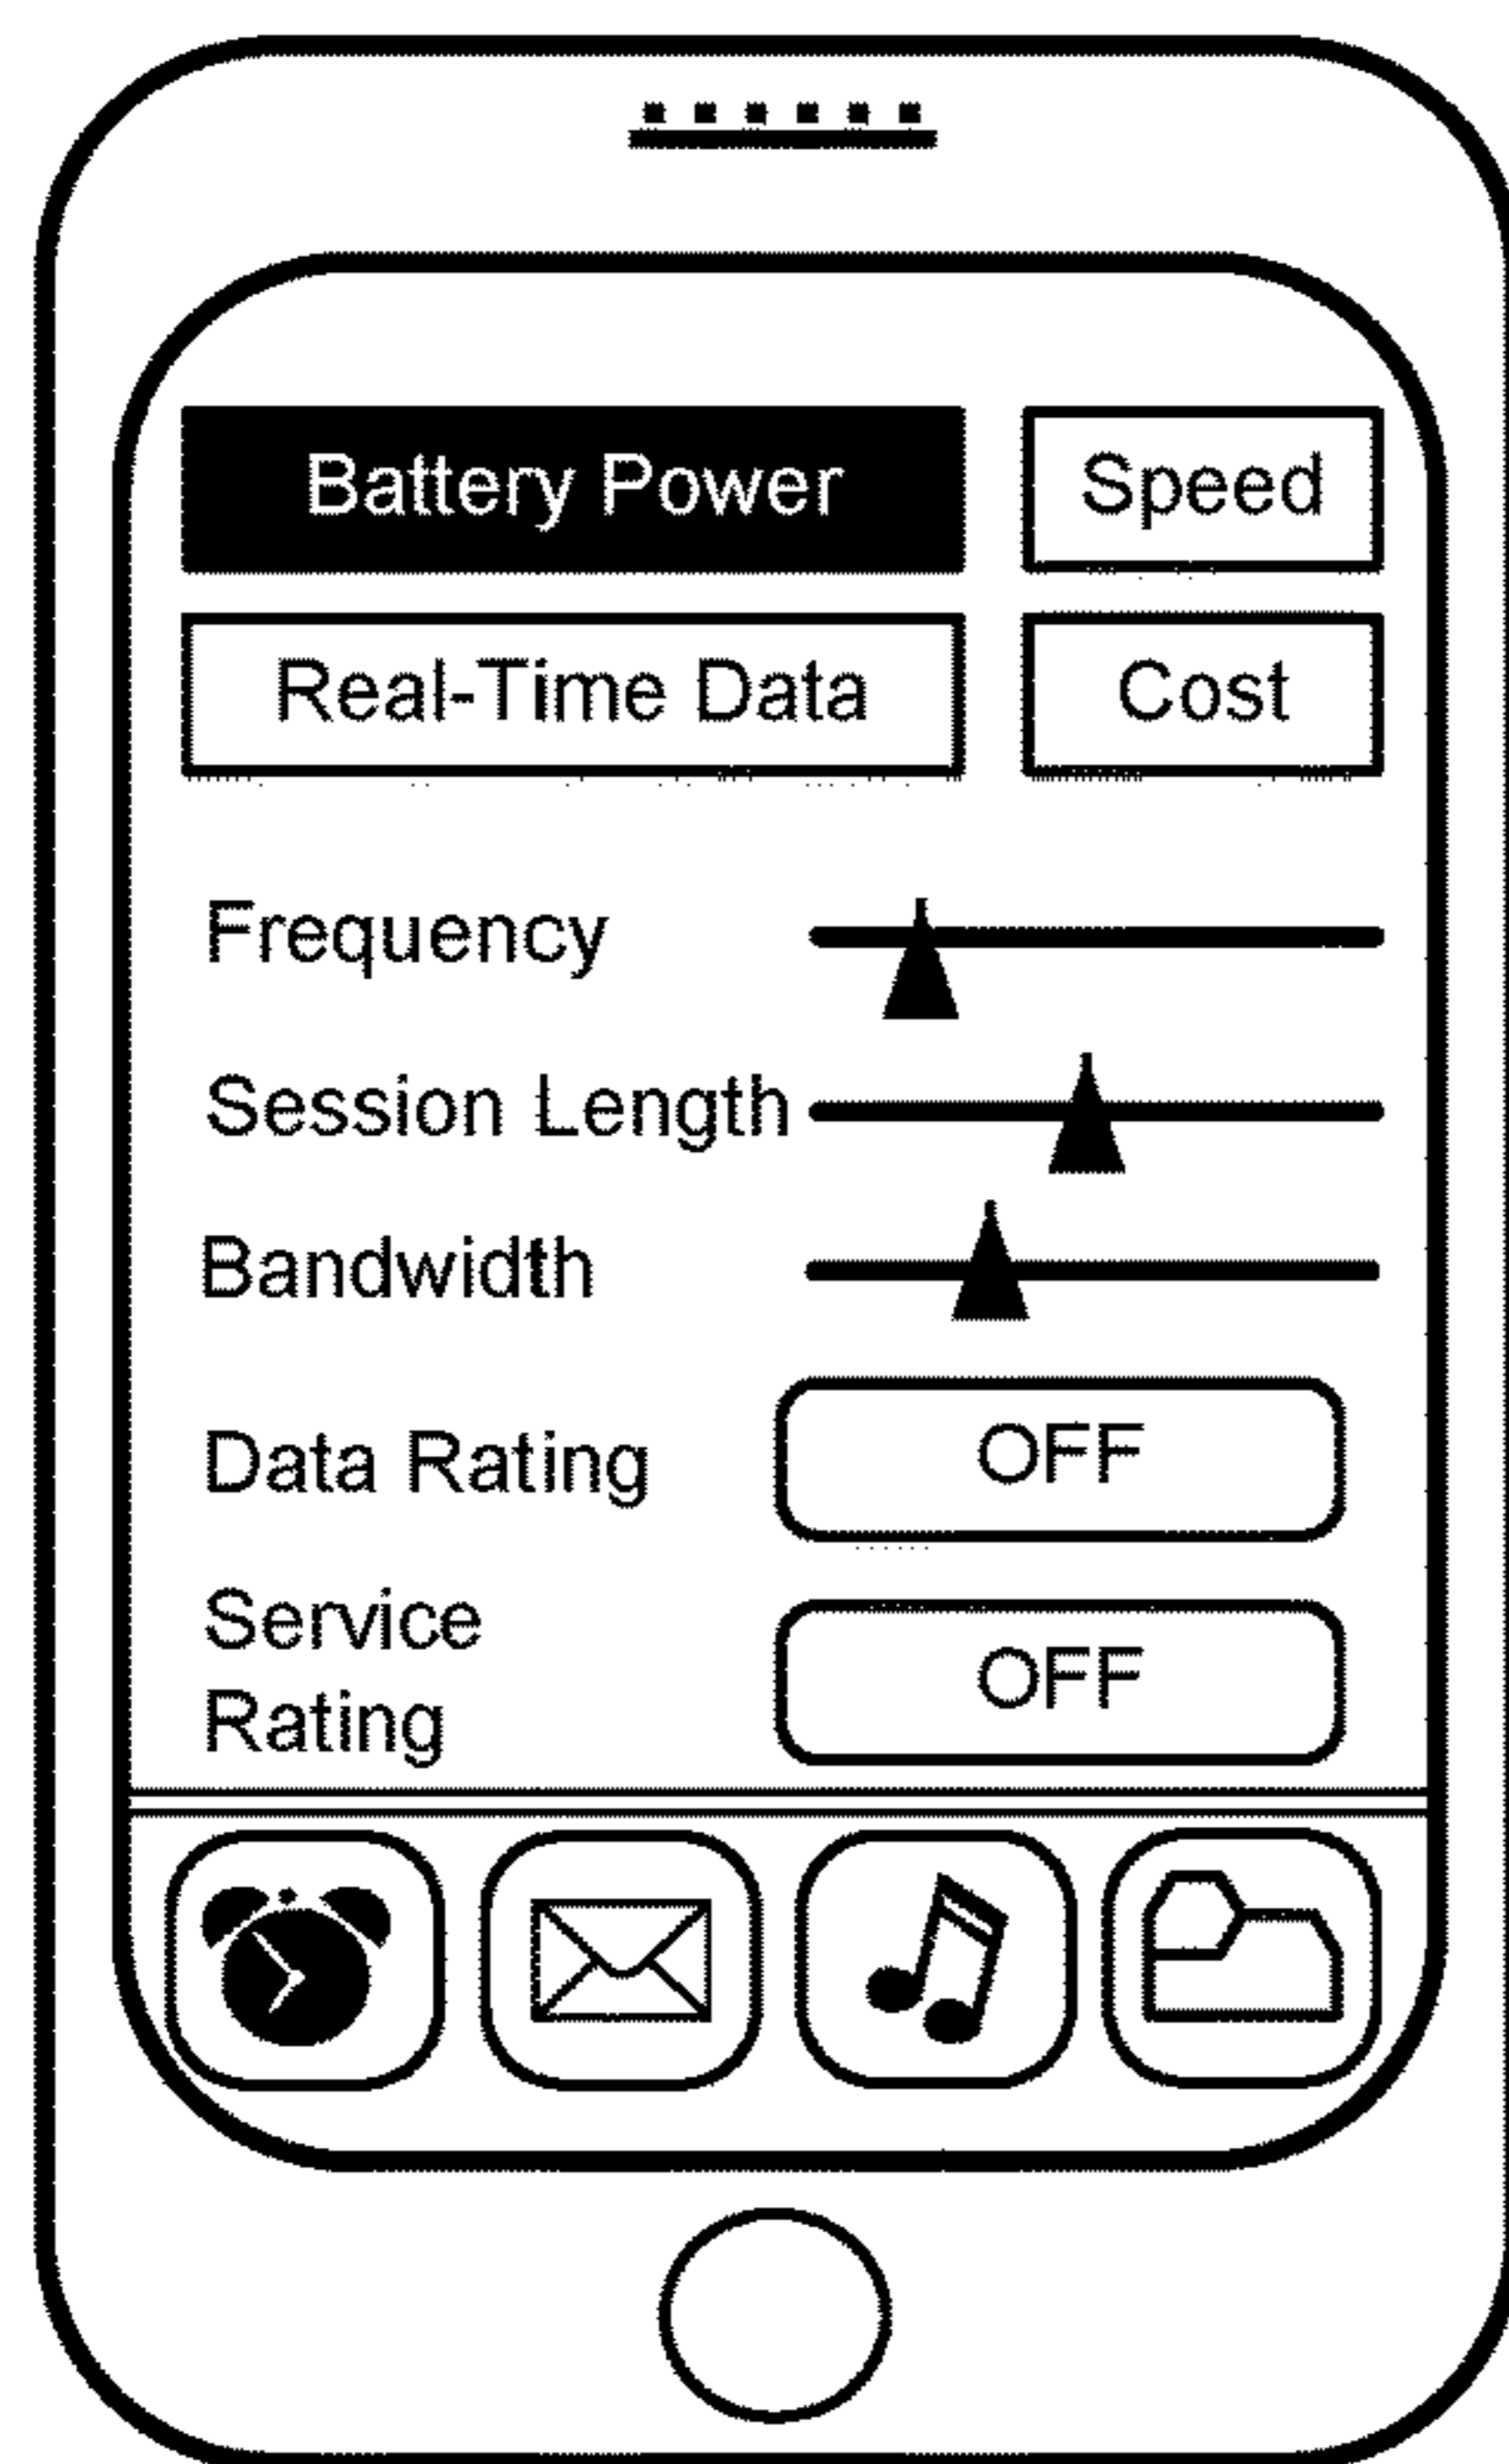 Battery Power
Speed
Real-Time Data
Cost
Frequency
Session Length
Bandwidth
Data Rating
OFF
Service
Rating
OFF